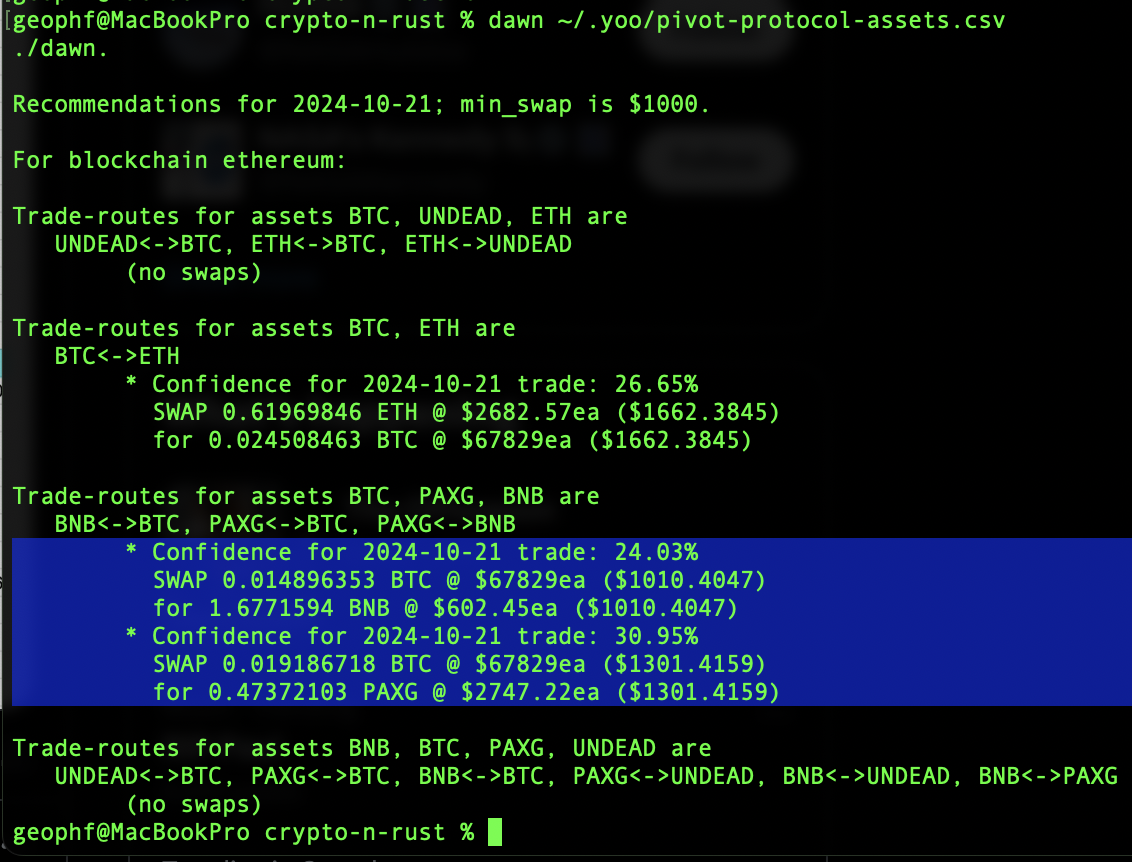 geophf@MacBookPro crypto-n-rust % dawn ~/.yoo/pivot-protocol-assets.csv
./dawn.
Recommendations for 2024-10-21; min_swap is $1000.
For blockchain ethereum:
Trade-routes for assets BTC, UNDEAD, ETH are
UNDEAD<->BTC, ETH<->BTC, ETH<->UNDEAD
(no swaps)
Trade-routes for assets BTC, ETH are
BTC<->ETH
* Confidence for 2024-10-21 trade: 26.65%
SWAP 0.61969846 ETH @ $2682.57ea ($1662.3845)
for 0.024508463 BTC @ $67829ea ($1662.3845)
Trade-routes for assets BTC, PAXG, BNB are
BNB<->BTC, PAXG<->BTC, PAXG<->BNB
* Confidence for 2024-10-21 trade: 24.03%
SWAP 0.014896353 BTC @ $67829ea ($1010.4047)
for 1.6771594 BNB @ $602.45ea ($1010.4047)
* Confidence for 2024-10-21 trade: 30.95%
SWAP 0.019186718 BTC @ $67829ea ($1301.4159)
for 0.47372103 PAXG @ $2747.22ea ($1301.4159)
Trade-routes for assets BNB, BTC, PAXG, UNDEAD are
UNDEAD<->BTC, PAXG<->BTC, BNB<->BTC, PAXG<->UNDEAD, BNB<->UNDEAD, BNB<->PAXG
(no swaps)
geophf@MacBookPro crypto-n-rust %